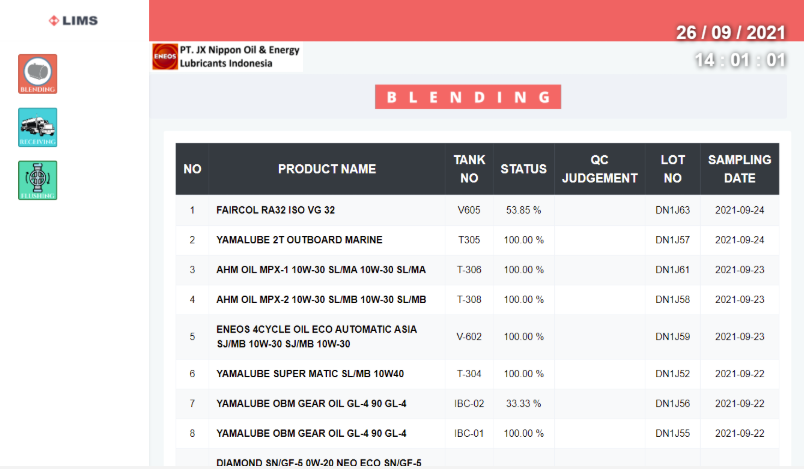 LIMS
26 / 09 / 2021
14 : 01 : 01
ENEOS
PT. JX Nippon Oil & Energy
Lubricants Indonesia
BLENDING
RECEIVING
PLUMBING
BLENDING
NO PRODUCT NAME TANK NO STATUS QC JUDGEMENT LOT NO SAMPLING DATE
1 FAIRCOL RA32 ISO VG 32 V605 53.85 % DN1J63 2021-09-24
2 YAMALUBE 2T OUTBOARD MARINE T305 100.00 % DN1J57 2021-09-24
3 AHM OIL MPX-1 10W-30 SL/MA 10W-30 SL/MA T-306 100.00 % DN1J61 2021-09-23
4 AHM OIL MPX-2 10W-30 SL/MB 10W-30 SL/MB T-308 100.00 % DN1J58 2021-09-23
5 ENEOS 4CYCLE OIL ECO AUTOMATIC ASIA
SJ/MB 10W-30 SJ/MB 10W-30 V-602 100.00 % DN1J59 2021-09-23
6 YAMALUBE SUPER MATIC SL/MB 10W40 T-304 100.00 % DN1J52 2021-09-22
7 YAMALUBE OBM GEAR OIL GL-4 90 GL-4 IBC-02 33.33 % DN1J56 2021-09-22
8 YAMALUBE OBM GEAR OIL GL-4 90 GL-4 IBC-01 100.00 % DN1J55 2021-09-22
DIAMOND SN/GF-5 0W-20 NEO ECO SN/GF-5